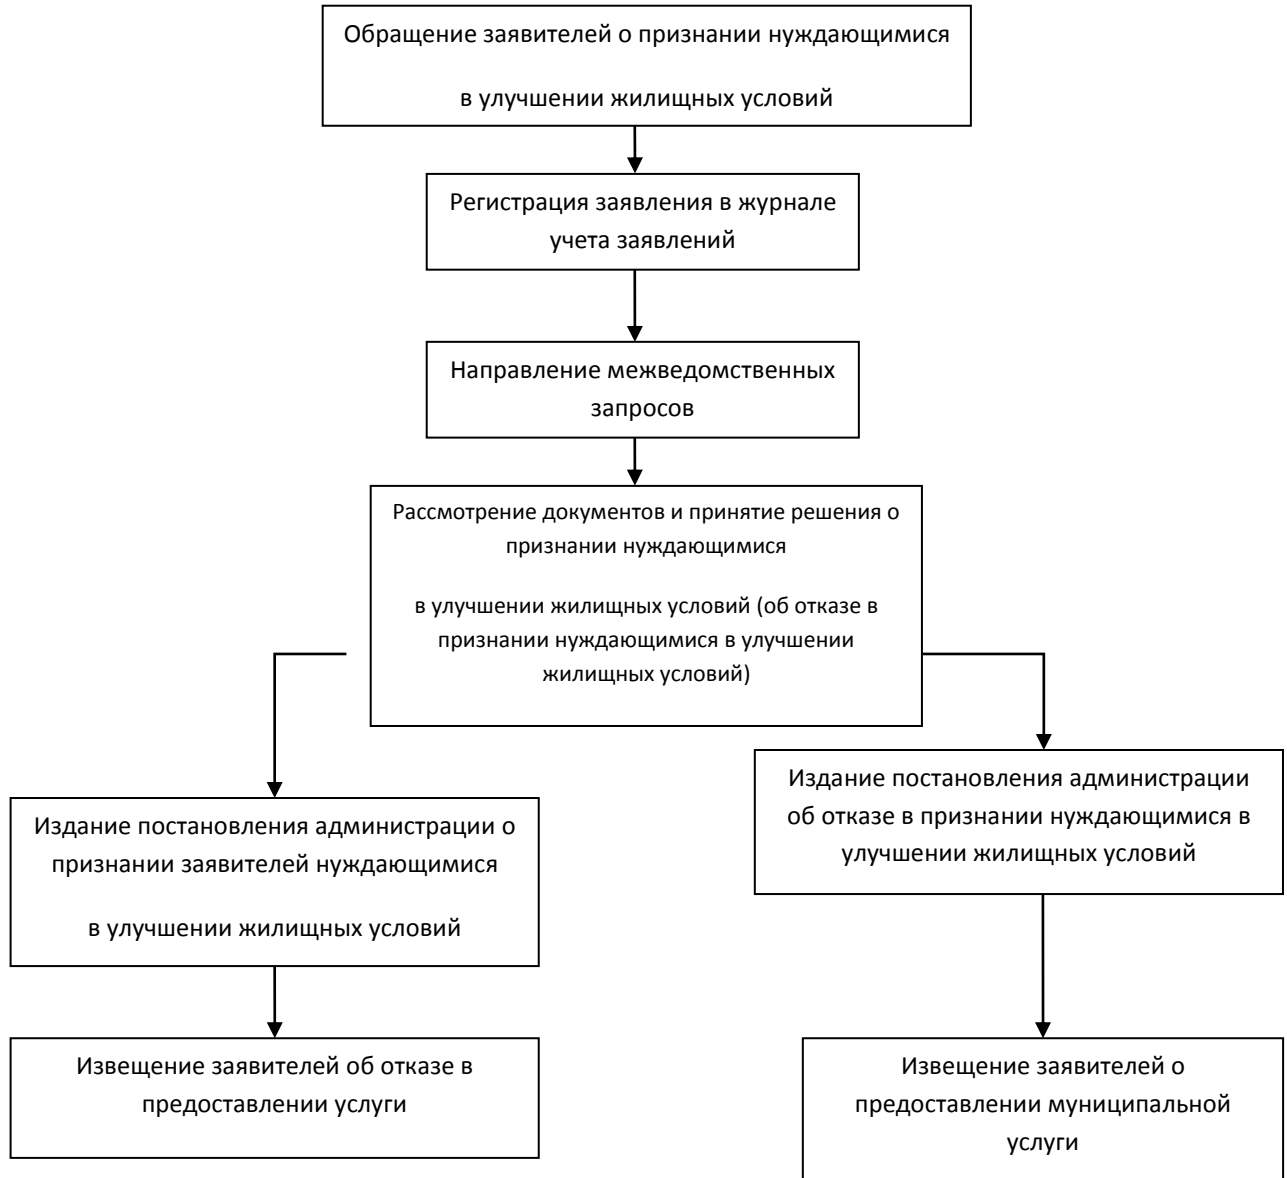 Обращение заявителей о признании нуждающимися
в улучшении жилищных условий
Регистрация заявления в журнале
учета заявлений
Направление межведомственных
запросов
Рассмотрение документов и принятие решения о
признании нуждающимися
в улучшении жилищных условий (об отказе в
признании нуждающимися в улучшении
жилищных условий)
Издание постановления администрации о
признании заявителей нуждающимися
в улучшении жилищных условий
Издание постановления администрации
об отказе в признании нуждающимися в
улучшении жилищных условий
Извещение заявителей об отказе в
предоставлении услуги
Извещение заявителей о
предоставлении муниципальной
услуги